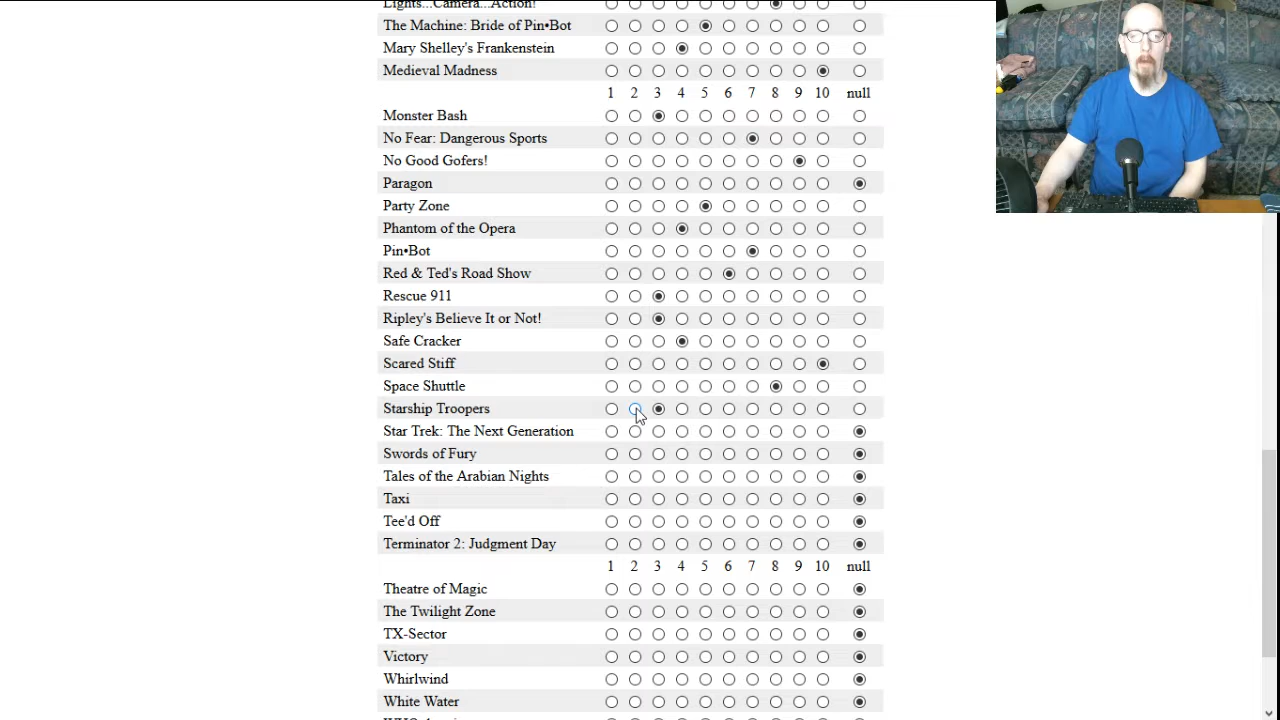 Lights...Camera...Action!
The Machine: Bride of Pin•Bot
Mary Shelley's Frankenstein
Medieval Madness
1 2 3 4 5 6 7 8 9 10 null
Monster Bash
No Fear: Dangerous Sports
No Good Gofers!
Paragon
Party Zone
Phantom of the Opera
Pin•Bot
Red & Ted's Road Show
Rescue 911
Ripley's Believe It or Not!
Safe Cracker
Scared Stiff
Space Shuttle
Starship Troopers
Star Trek: The Next Generation
Swords of Fury
Tales of the Arabian Nights
Taxi
Tee'd Off
Terminator 2: Judgment Day
1 2 3 4 5 6 7 8 9 10 null
Theatre of Magic
The Twilight Zone
TX-Sector
Victory
Whirlwind
White Water